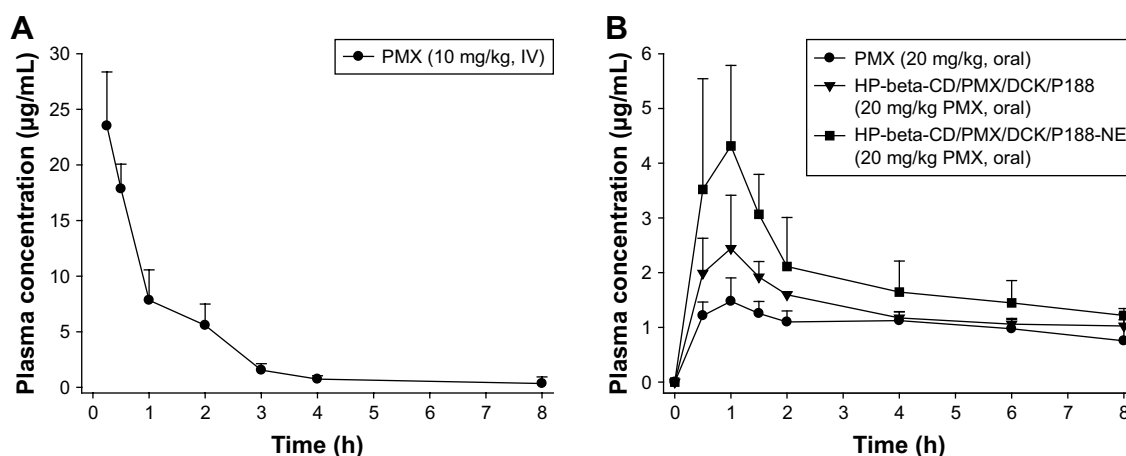 A
Plasma concentration (µg/mL)
30
25
20
15
10
5
0
0 1 2 3 4 5 6 7 8
Time (h)
PMX (10 mg/kg, IV)
B
Plasma concentration (µg/mL)
6
5
4
3
2
1
0
0 1 2 3 4 5 6 7 8
Time (h)
PMX (20 mg/kg, oral)
HP-beta-CD/PMX/DCK/P188
(20 mg/kg PMX, oral)
HP-beta-CD/PMX/DCK/P188-NE
(20 mg/kg PMX, oral)